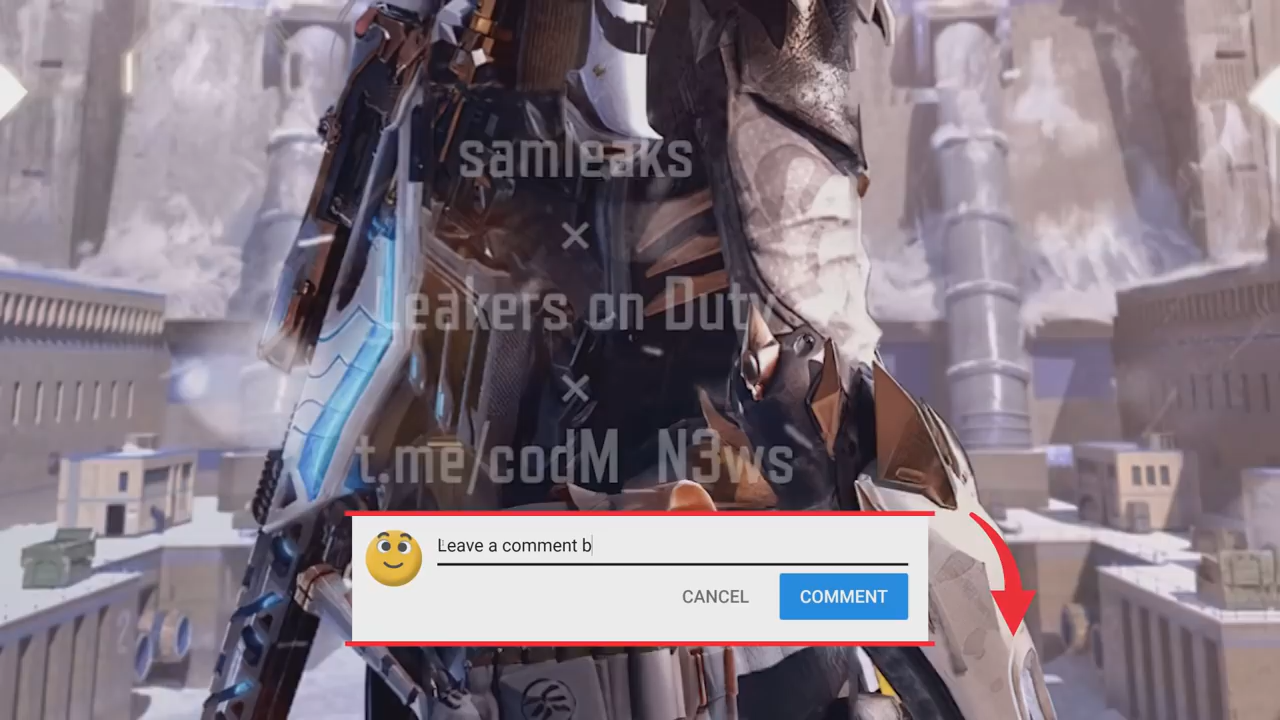 samleaks
×
Leakers on Duty
×
t.me/codM_N3ws
Leave a comment b
CANCEL
COMMENT